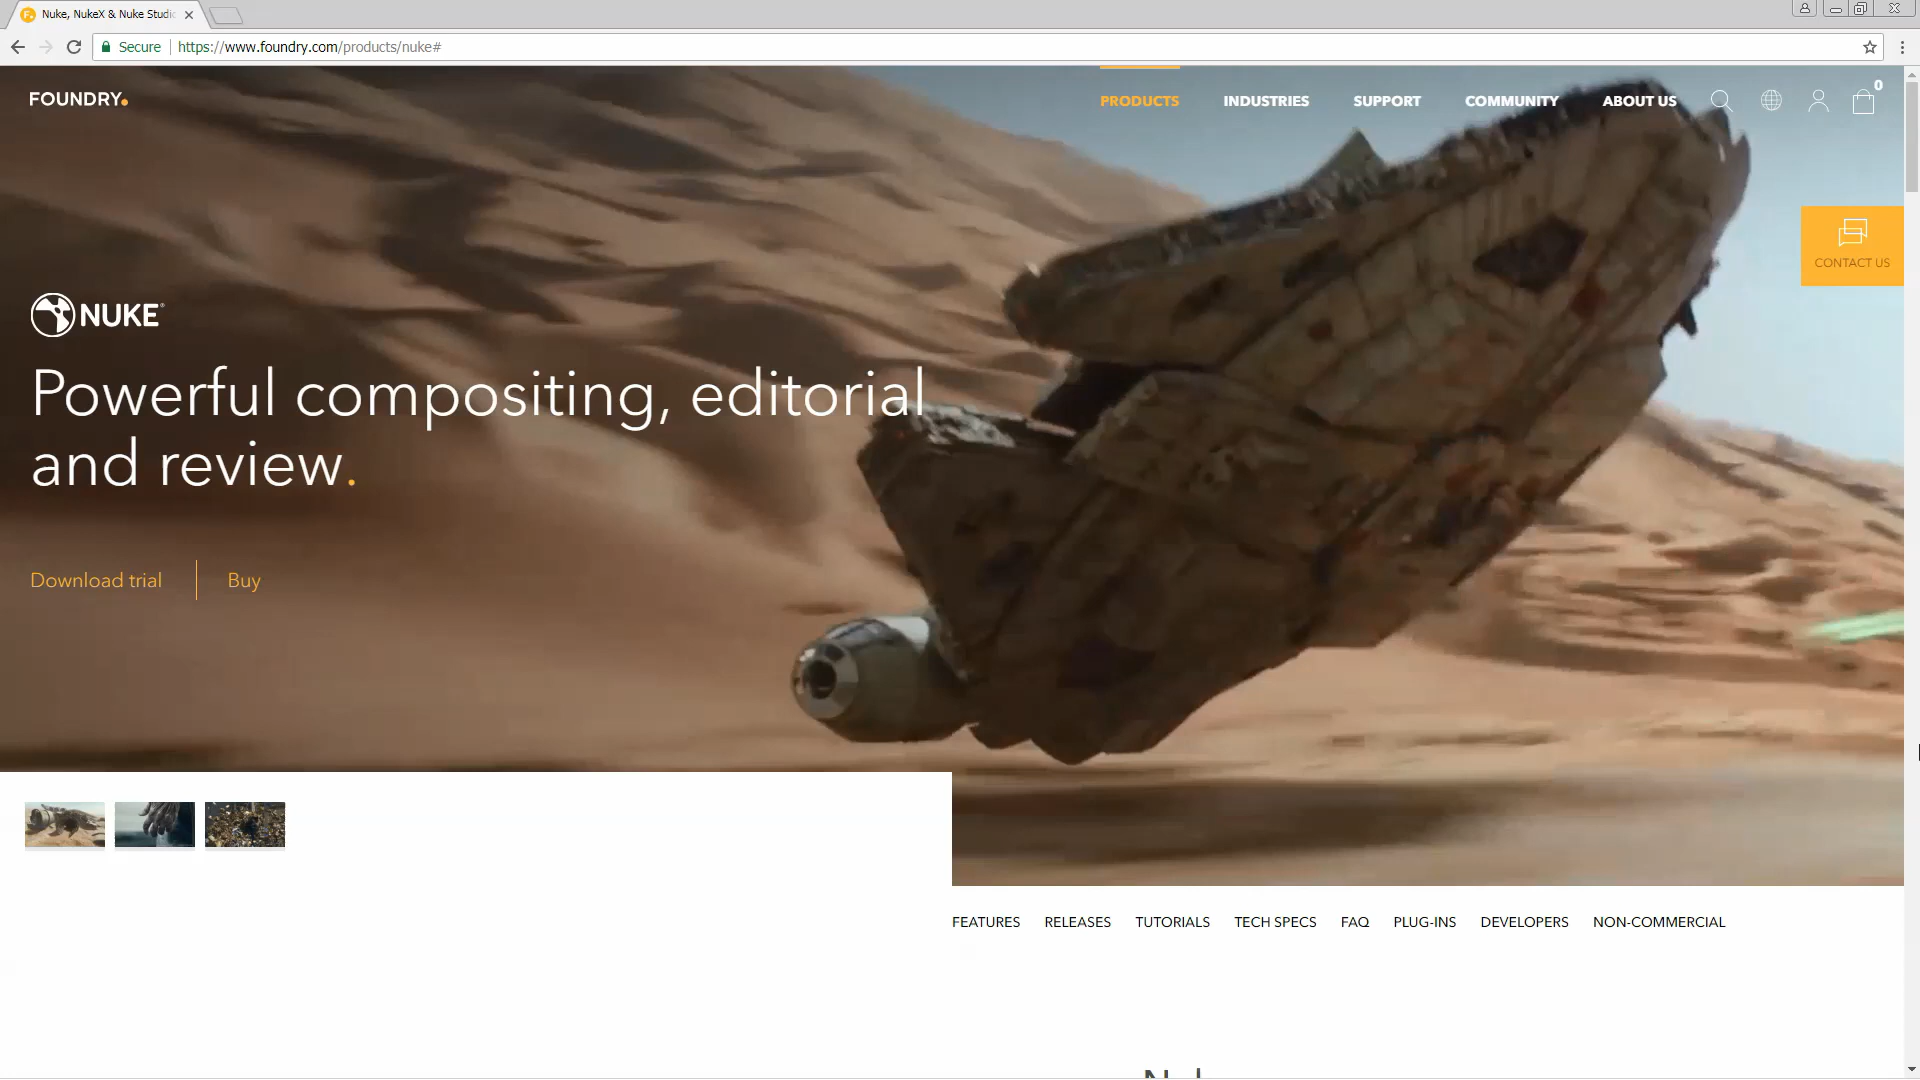 Nuke, NukeX & Nuke Studio
Secure https://www.foundry.com/products/nuke#
FOUNDRY.
PRODUCTS INDUSTRIES SUPPORT COMMUNITY ABOUT US 0
CONTACT US
NUKE
Powerful compositing, editorial
and review.
Download trial Buy
FEATURES RELEASES TUTORIALS TECH SPECS FAQ PLUG-INS DEVELOPERS NON-COMMERCIAL